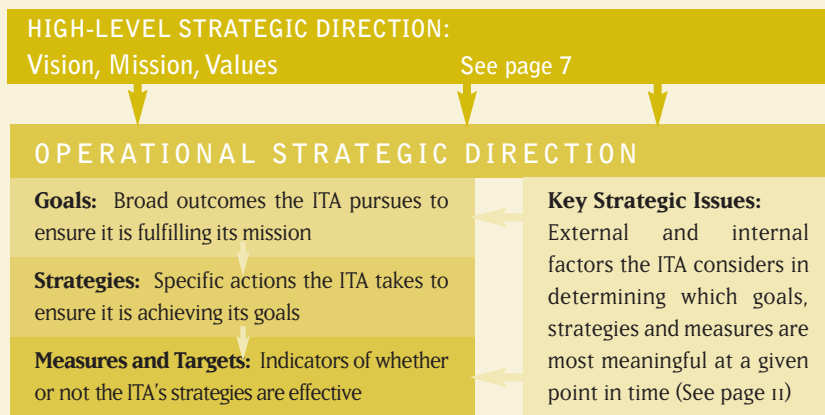 HIGH-LEVEL STRATEGIC DIRECTION:
Vision, Mission, Values See page 7
OPERATIONAL STRATEGIC DIRECTION
Goals: Broad outcomes the ITA pursues to
ensure it is fulfilling its mission
Strategies: Specific actions the ITA takes to
ensure it is achieving its goals
Measures and Targets: Indicators of whether
or not the ITA's strategies are effective
Key Strategic Issues:
External and internal
factors the ITA considers in
determining which goals,
strategies and measures are
most meaningful at a given
point in time (See page 11)